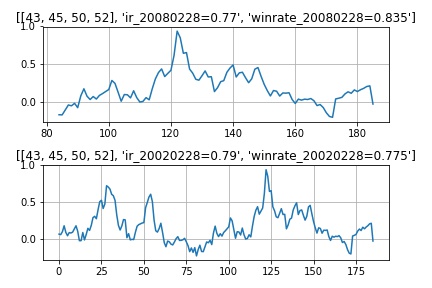 [[43, 45, 50, 52], 'ir_20080228=0.77', 'winrate_20080228=0.835']
1.0
0.5
0.0
80 100 120 140 160 180
[[43, 45, 50, 52], 'ir_20020228=0.79', 'winrate_20020228=0.775']
1.0
0.5
0.0
0 25 50 75 100 125 150 175